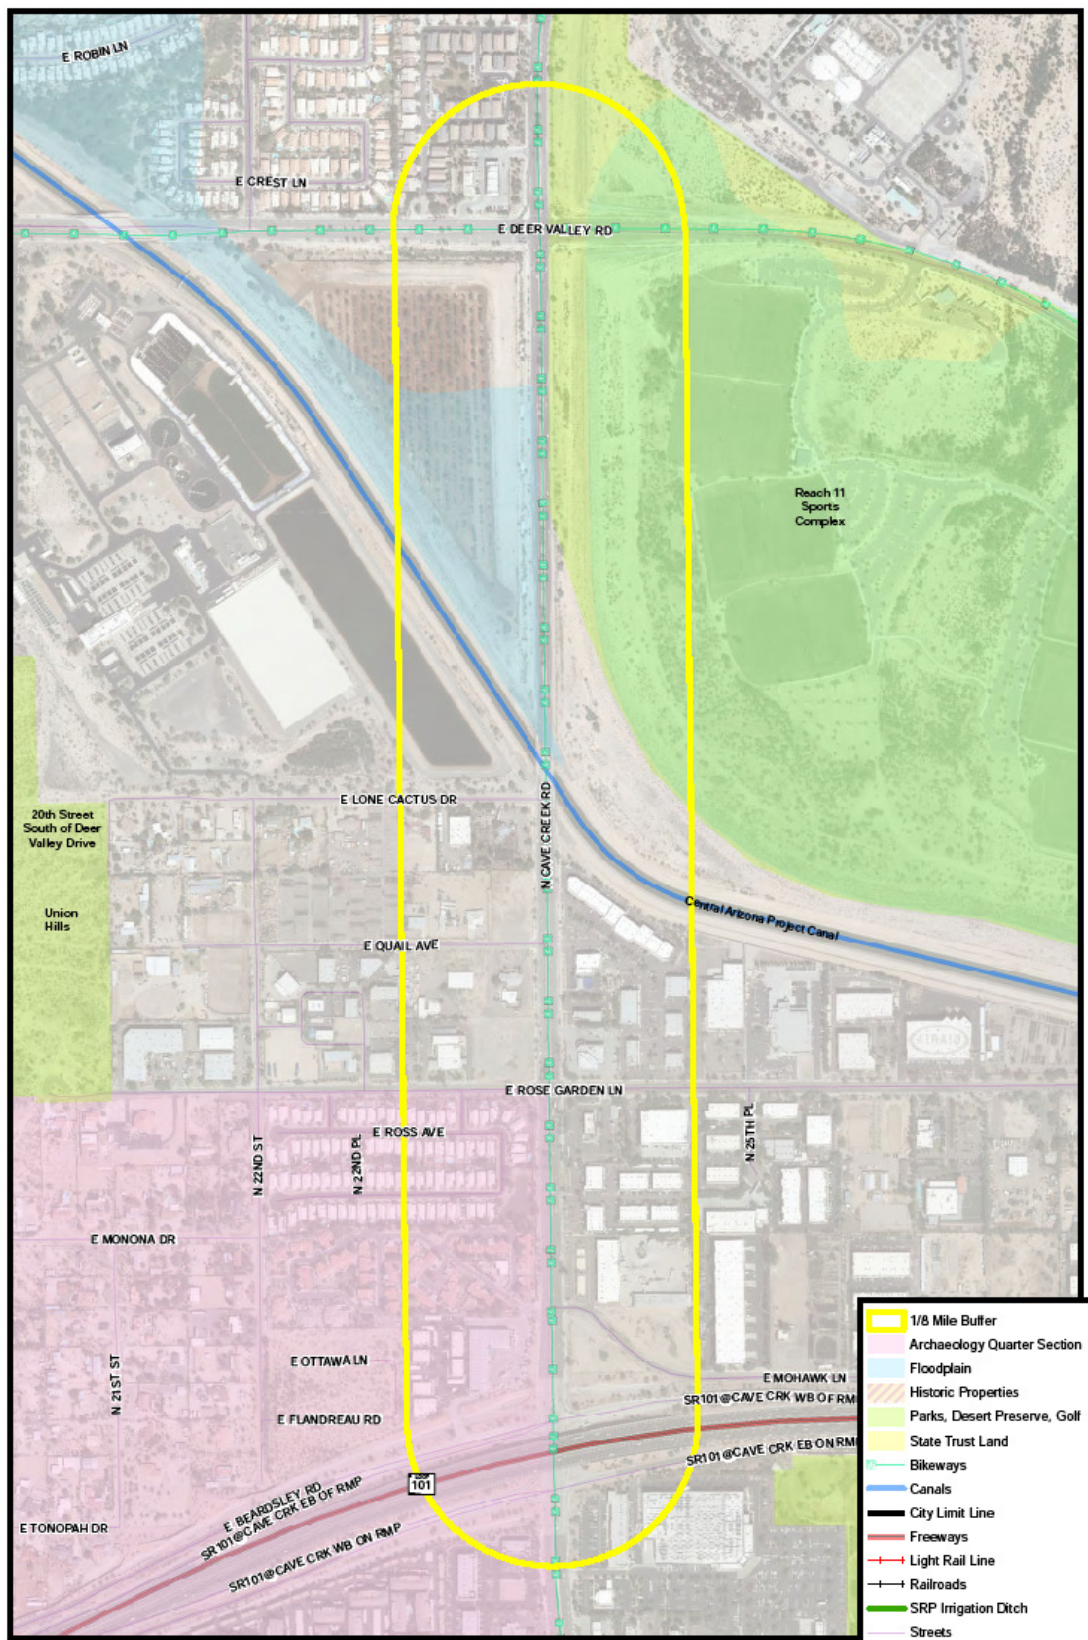 E ROBIN LN
E CREST LN
E DEER VALLEY RD
Reach 11
Sports
Complex
E LONE CACTUS DR
N CAVE CREEK RD
20th Street
South of Deer
Valley Drive
Union
Hills
Central Arizona Project Canal
E QUAIL AVE
E ROSE GARDEN LN
E ROSS AVE
N 22ND ST
N 22ND PL
N 25TH PL
E MONONA DR
E OTTAWA LN
N 21ST ST
E MOHAWK LN
SR101@CAVE CRK WB OF RM
E FLANDREAU RD
SR101@CAVE CRK EB ON RM
LOOP
101
E BEARDSLEY RD
SR101@CAVE CRK EB OF RMP
E TONOPAH DR
SR101@CAVE CRK WB ON RMP
1/8 Mile Buffer
Archaeology Quarter Section
Floodplain
Historic Properties
Parks, Desert Preserve, Golf
State Trust Land
Bikeways
Canals
City Limit Line
Freeways
Light Rail Line
Railroads
SRP Irrigation Ditch
Streets